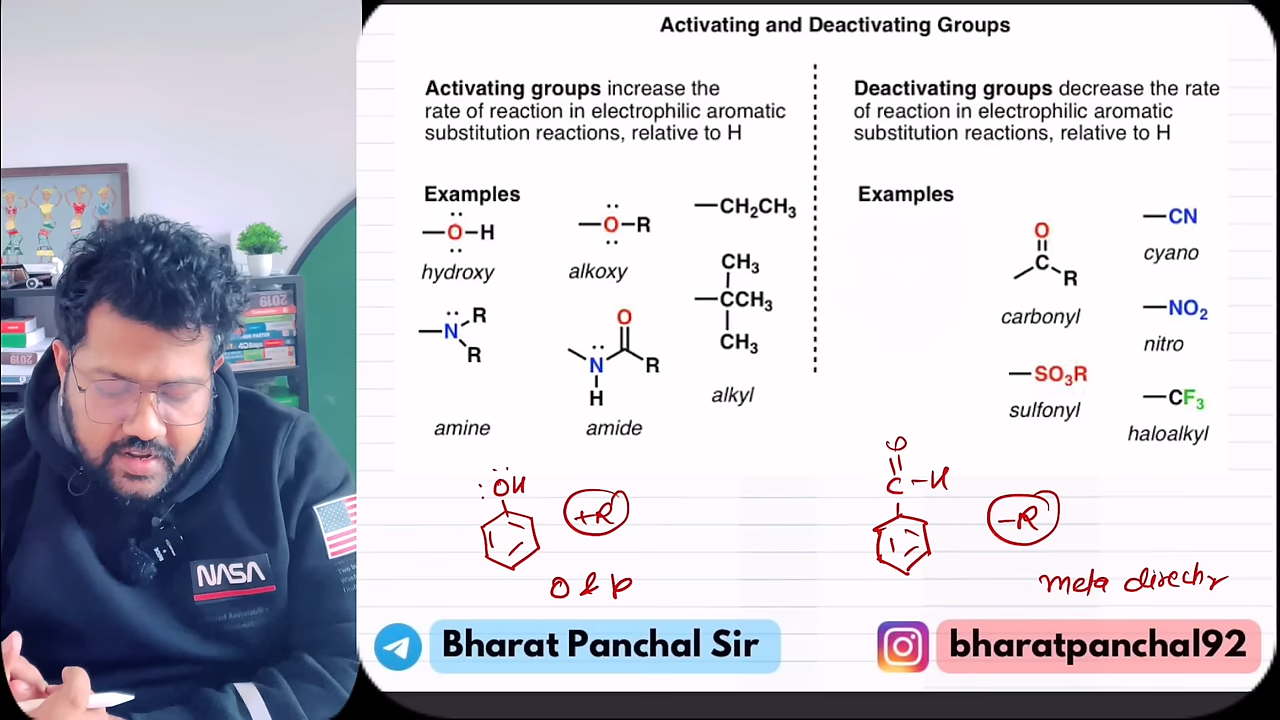 Activating and Deactivating Groups
Activating groups increase the
rate of reaction in electrophilic aromatic
substitution reactions, relative to H
Examples
—O—H
hydroxy
—O—R
alkoxy
—CH₂CH₃
CH₃
—CCH₃
CH₃
alkyl
—N R
R
amine
O
N R
H
amide
Deactivating groups decrease the rate
of reaction in electrophilic aromatic
substitution reactions, relative to H
Examples
O
C
R
carbonyl
—CN
cyano
—NO₂
nitro
—SO₃R
sulfonyl
—CF₃
haloalkyl
:OH
+R
O & p
O
C-H
-R
meta
2019
2019
NASA
Bharat Panchal Sir
bharatpanchal92